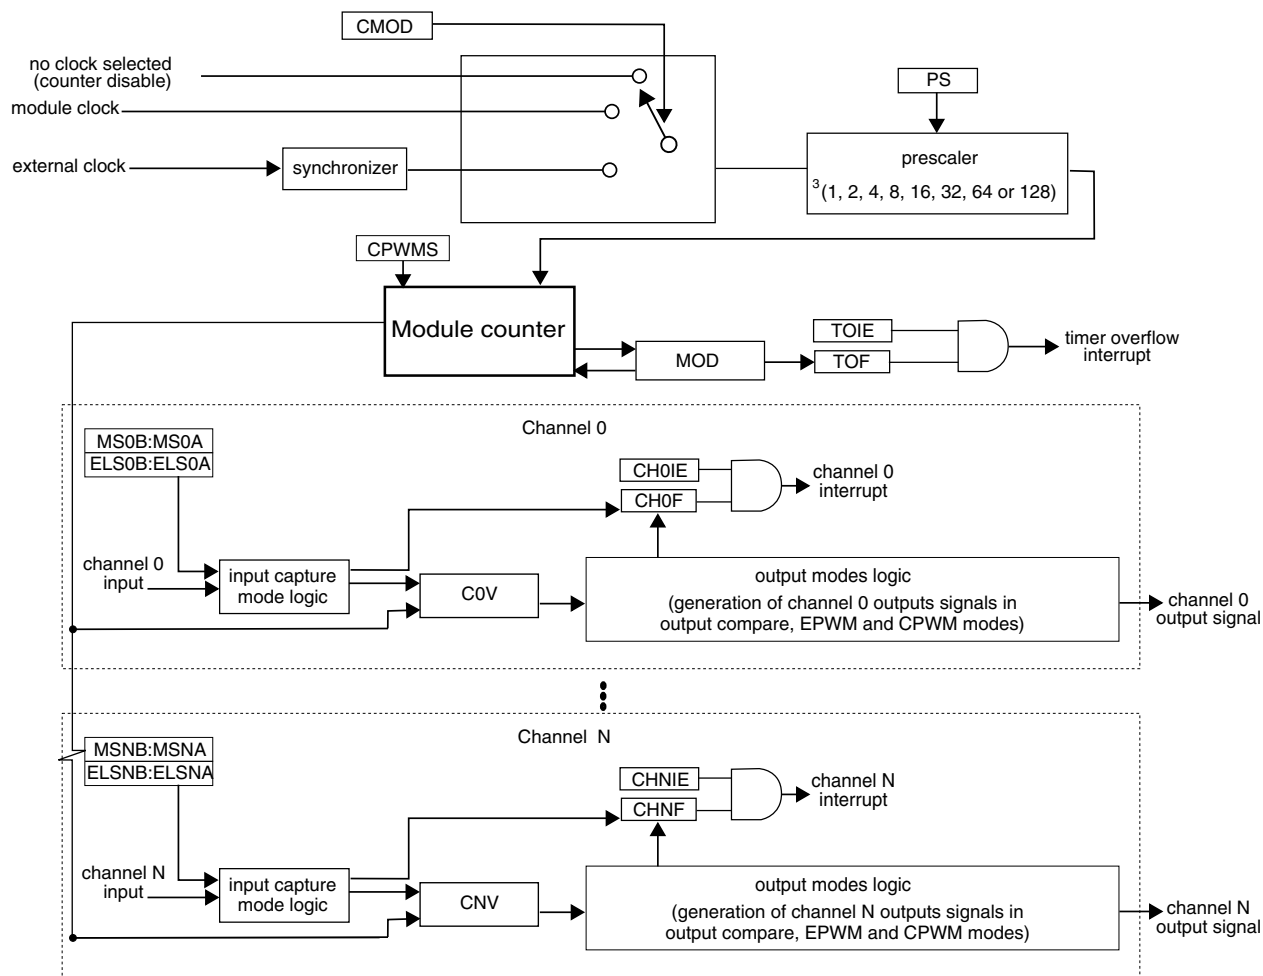 CMOD
no clock selected
(counter disable)
module clock
external clock
synchronizer
PS
prescaler
3(1, 2, 4, 8, 16, 32, 64 or 128)
CPWMS
Module counter
MOD
TOIE
TOF
timer overflow
interrupt
Channel 0
MS0B:MS0A
ELS0B:ELS0A
CH0IE
CH0F
channel 0
interrupt
channel 0
input
input capture
mode logic
C0V
output modes logic
(generation of channel 0 outputs signals in
output compare, EPWM and CPWM modes)
channel 0
output signal
Channel N
MSNB:MSNA
ELSNB:ELSNA
CHNIE
CHNF
channel N
interrupt
channel N
input
input capture
mode logic
CNV
output modes logic
(generation of channel N outputs signals in
output compare, EPWM and CPWM modes)
channel N
output signal